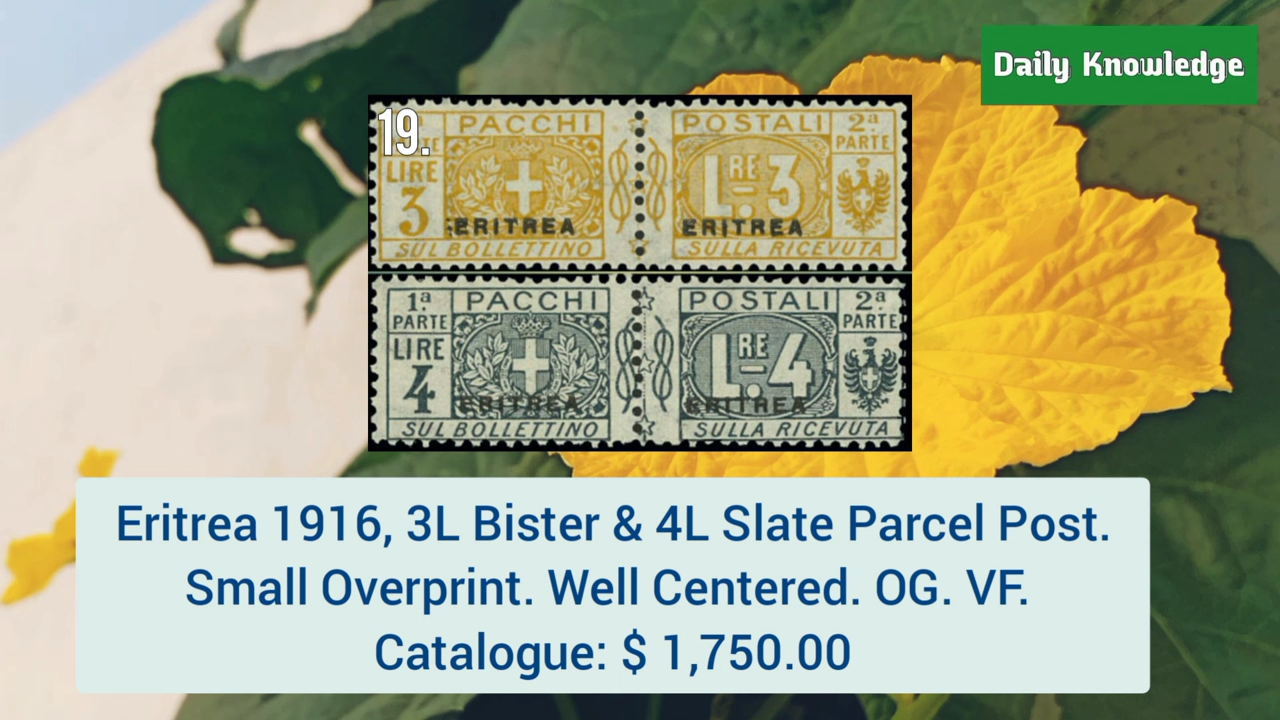 Daily Knowledge
19.
PACCHI POSTALI 2ª
PARTE
LIRE
3 LRE 3
ERITREA ERITREA
SUL BOLLETTINO SULLA RICEVUTA
1ª PACCHI POSTALI 2ª
PARTE PARTE
LIRE
4 LRE 4
ERITREA ERITREA
SUL BOLLETTINO SULLA RICEVUTA
Eritrea 1916, 3L Bister & 4L Slate Parcel Post.
Small Overprint. Well Centered. OG. VF.
Catalogue: $ 1,750.00